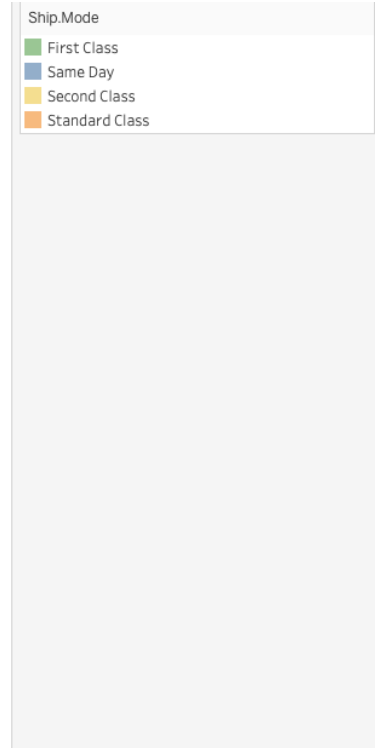 Ship.Mode
First Class
Same Day
Second Class
Standard Class